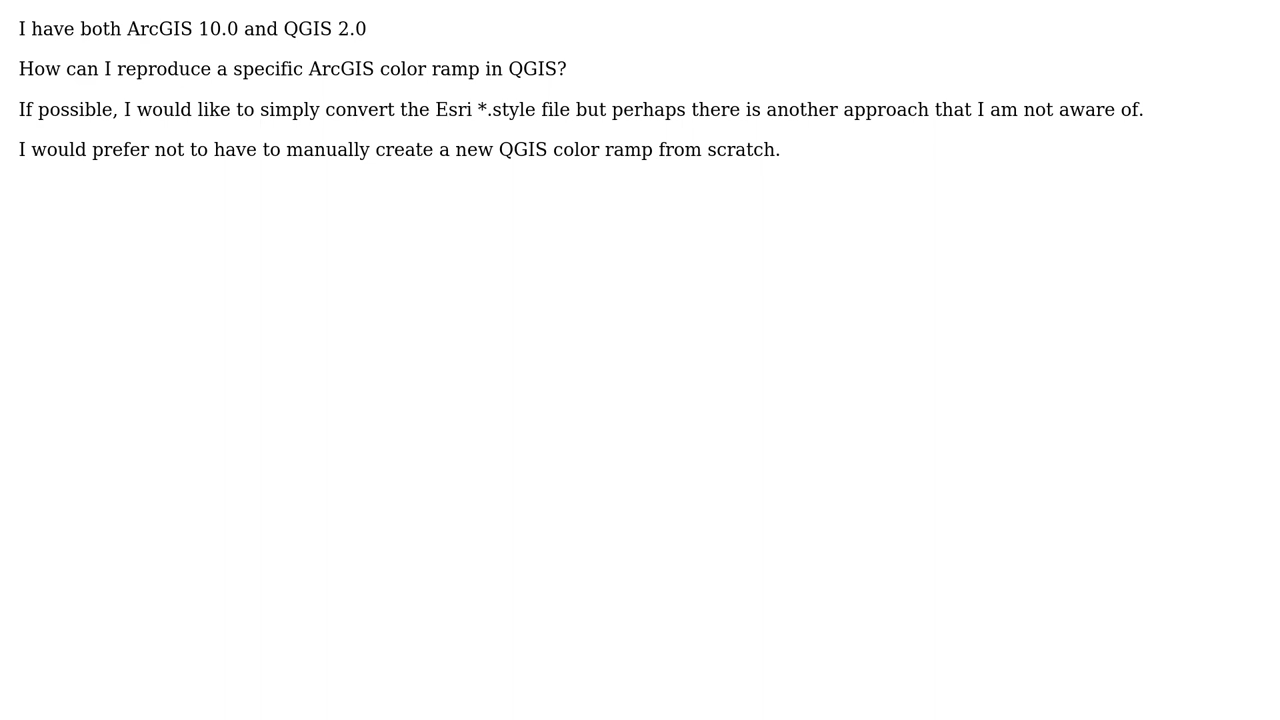 I have both ArcGIS 10.0 and QGIS 2.0
How can I reproduce a specific ArcGIS color ramp in QGIS?
If possible, I would like to simply convert the Esri *.style file but perhaps there is another approach that I am not aware of.
I would prefer not to have to manually create a new QGIS color ramp from scratch.